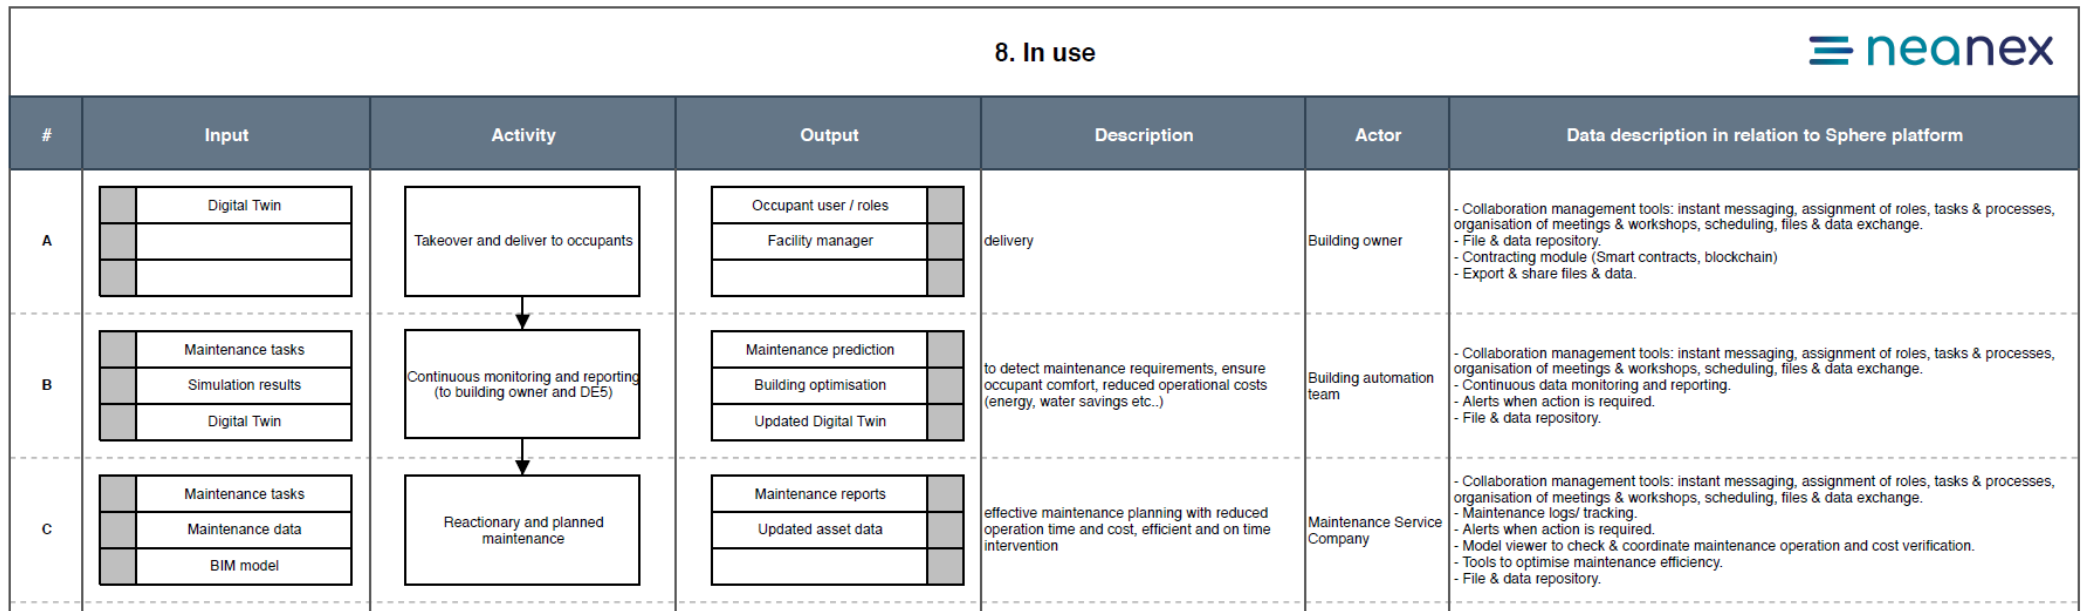 8. In use
neanex
#
Input
Activity
Output
Description
Actor
Data description in relation to Sphere platform
A
Digital Twin
Takeover and deliver to occupants
Occupant user / roles
Facility manager
delivery
Building owner
- Collaboration management tools: instant messaging, assignment of roles, tasks & processes,
organisation of meetings & workshops, scheduling, files & data exchange.
- File & data repository.
- Contracting module (Smart contracts, blockchain)
- Export & share files & data.
B
Maintenance tasks
Simulation results
Digital Twin
Continuous monitoring and reporting
(to building owner and DE5)
Maintenance prediction
Building optimisation
Updated Digital Twin
to detect maintenance requirements, ensure
occupant comfort, reduced operational costs
(energy, water savings etc..)
Building automation
team
- Collaboration management tools: instant messaging, assignment of roles, tasks & processes,
organisation of meetings & workshops, scheduling, files & data exchange.
- Continuous data monitoring and reporting.
- Alerts when action is required.
- File & data repository.
C
Maintenance tasks
Maintenance data
BIM model
Reactionary and planned
maintenance
Maintenance reports
Updated asset data
effective maintenance planning with reduced
operation time and cost, efficient and on time
intervention
Maintenance Service
Company
- Collaboration management tools: instant messaging, assignment of roles, tasks & processes,
organisation of meetings & workshops, scheduling, files & data exchange.
- Maintenance logs/ tracking.
- Alerts when action is required.
- Model viewer to check & coordinate maintenance operation and cost verification.
- Tools to optimise maintenance efficiency.
- File & data repository.